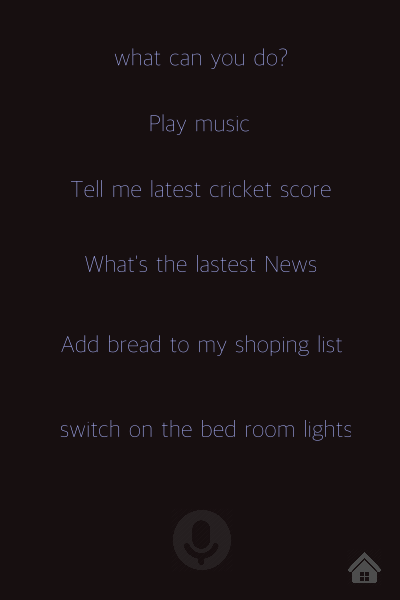 what can you do?
Play music
Tell me latest cricket score
What's the lastest News
Add bread to my shoping list
switch on the bed room lights